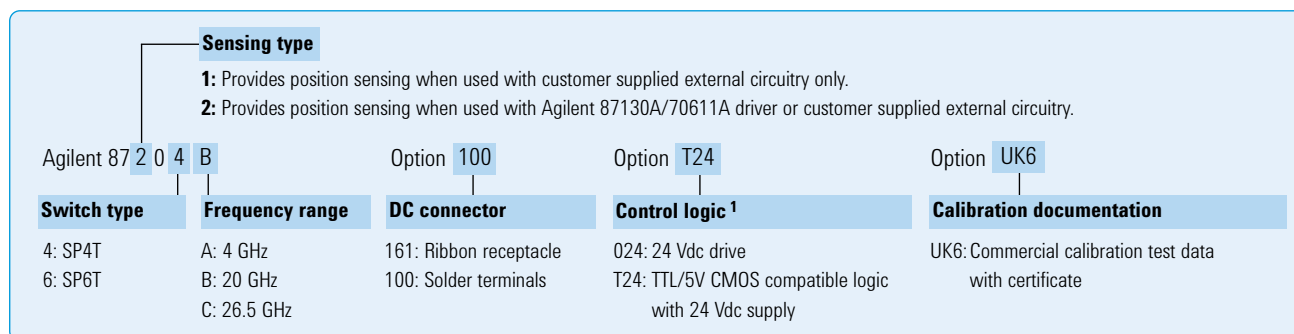 Sensing type
1: Provides position sensing when used with customer supplied external circuitry only.
2: Provides position sensing when used with Agilent 87130A/70611A driver or customer supplied external circuitry.
Agilent 87 2 0 4 B
Option 100
Option T24
Option UK6
Switch type
4: SP4T
6: SP6T
Frequency range
A: 4 GHz
B: 20 GHz
C: 26.5 GHz
DC connector
161: Ribbon receptacle
100: Solder terminals
Control logic 1
024: 24 Vdc drive
T24: TTL/5V CMOS compatible logic
with 24 Vdc supply
Calibration documentation
UK6: Commercial calibration test data
with certificate